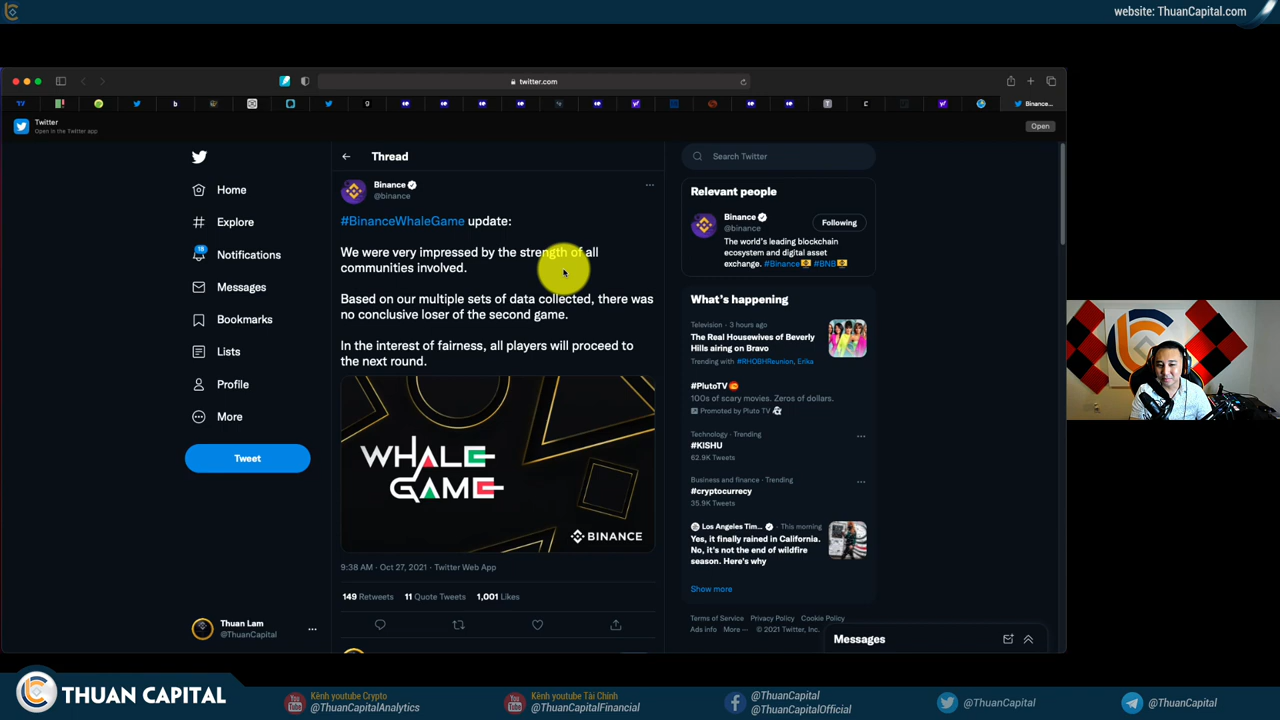 website: ThuanCapital.com
twitter.com
Binance...
Twitter
Open in the Twitter app
Open
Home
Explore
15
Notifications
Messages
Bookmarks
Lists
Profile
More
Tweet
Thuan Lam
@ThuanCapital
Thread
Binance
@binance
#BinanceWhaleGame update:
We were very impressed by the strength of all
communities involved.
Based on our multiple sets of data collected, there was
no conclusive loser of the second game.
In the interest of fairness, all players will proceed to
the next round.
WHALE
GAME
BINANCE
9:38 AM · Oct 27, 2021 · Twitter Web App
149 Retweets 11 Quote Tweets 1,001 Likes
Search Twitter
Relevant people
Binance
@binance
Following
The world's leading blockchain
ecosystem and digital asset
exchange. #Binance #BNB
What's happening
Television · 3 hours ago
The Real Housewives of Beverly
Hills airing on Bravo
Trending with #RHOBHReunion, Erika
#PlutoTV
100s of scary movies. Zeros of dollars.
Promoted by Pluto TV
Technology · Trending
#KISHU
62.9K Tweets
Business and finance · Trending
#cryptocurrecy
35.9K Tweets
Los Angeles Tim... · This morning
Yes, it finally rained in California.
No, it's not the end of wildfire
season. Here's why
Show more
Terms of Service Privacy Policy Cookie Policy
Ads info More ··· © 2021 Twitter, Inc.
Messages
THUAN CAPITAL
Kênh youtube Crypto
@ThuanCapitalAnalytics
Kênh youtube Tài Chính
@ThuanCapitalFinancial
@ThuanCapital
@ThuanCapitalOfficial
@ThuanCapital
@ThuanCapital